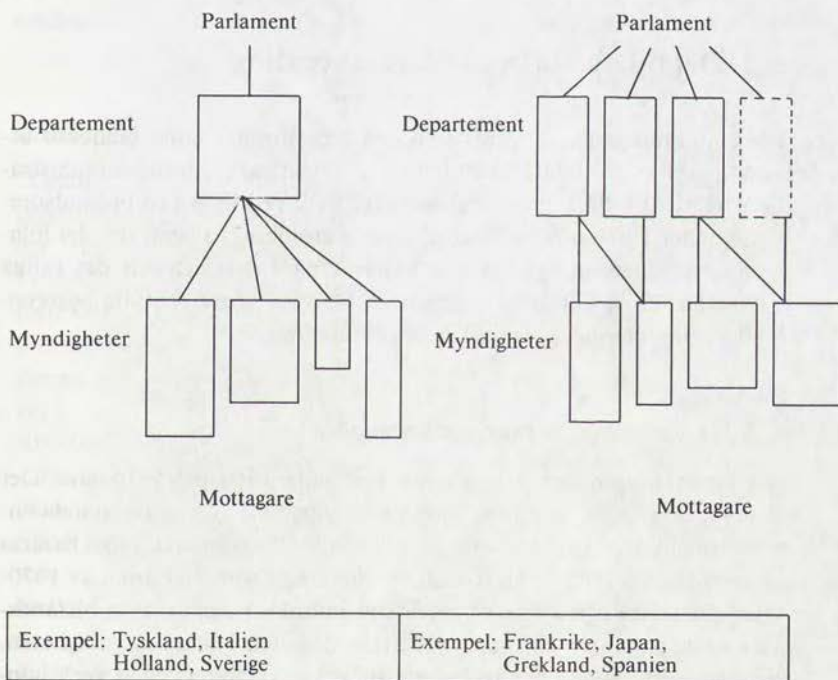 Parlament
Departement
Myndigheter
Mottagare
Parlament
Departement
Myndigheter
Mottagare
Exempel: Tyskland, Italien
Holland, Sverige
Exempel: Frankrike, Japan,
Grekland, Spanien